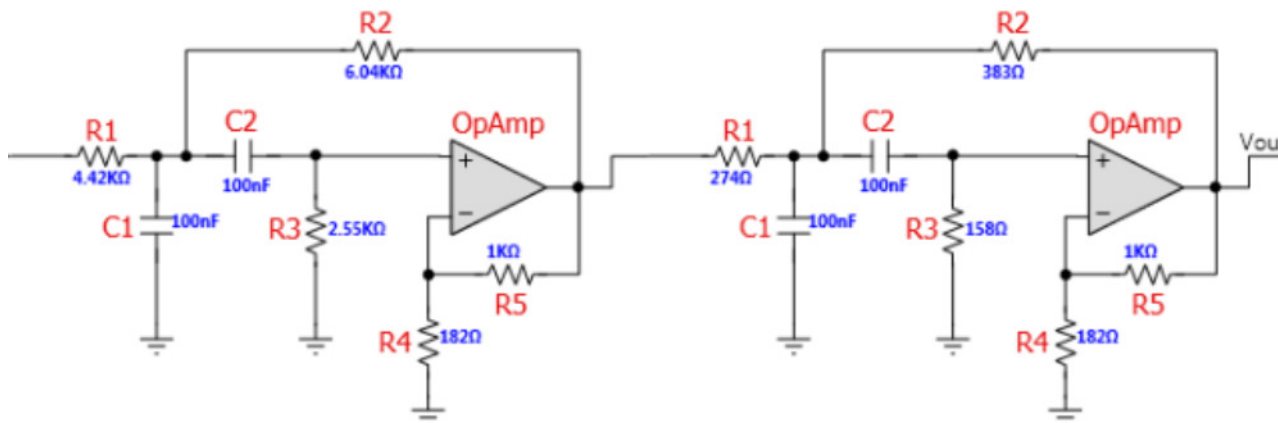 R2
6.04KΩ
R1
4.42KΩ
C2
100nF
OpAmp
+
−
C1
100nF
R3
2.55KΩ
1KΩ
R5
R4
182Ω
R2
383Ω
R1
274Ω
C2
100nF
OpAmp
+
−
Vou
C1
100nF
R3
158Ω
1KΩ
R5
R4
182Ω